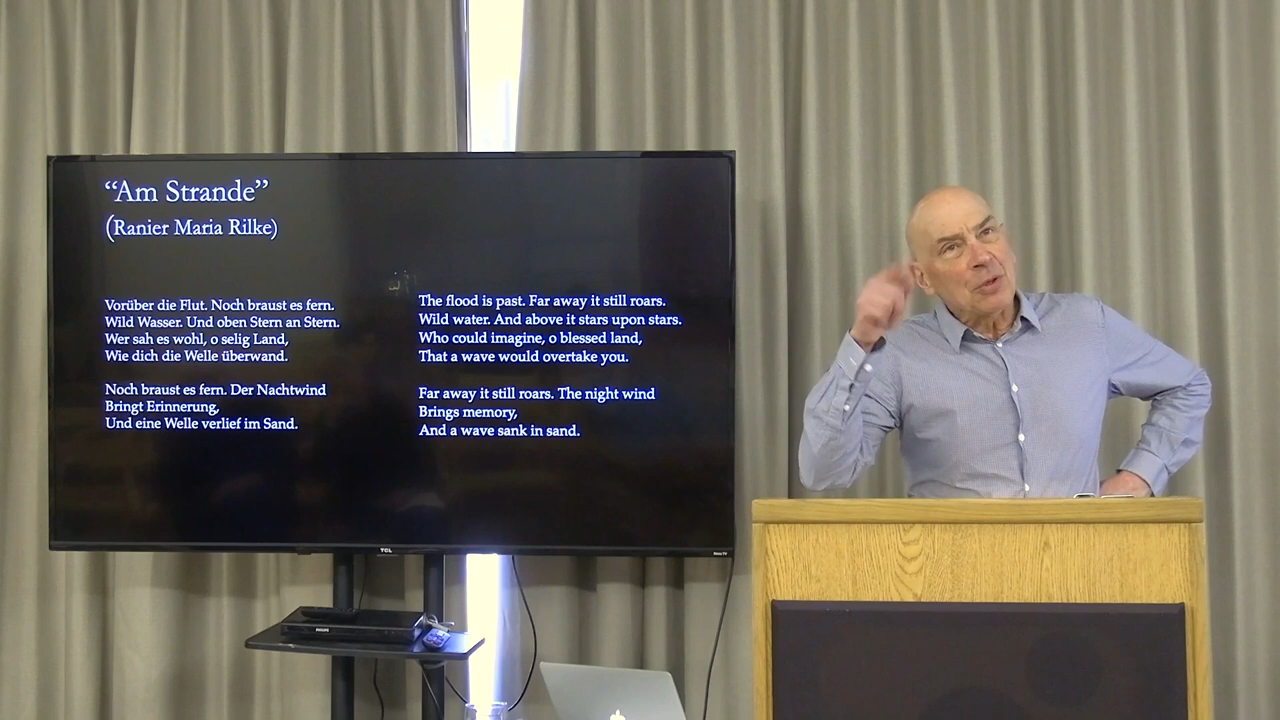 “Am Strande”
(Ranier Maria Rilke)
Vorüber die Flut. Noch braust es fern.
Wild Wasser. Und oben Stern an Stern.
Wer sah es wohl, o selig Land,
Wie dich die Welle überwand.
Noch braust es fern. Der Nachtwind
Bringt Erinnerung,
Und eine Welle verlief im Sand.
The flood is past. Far away it still roars.
Wild water. And above it stars upon stars.
Who could imagine, o blessed land,
That a wave would overtake you.
Far away it still roars. The night wind
Brings memory,
And a wave sank in sand.
TCL
Roku TV
PHILIPS